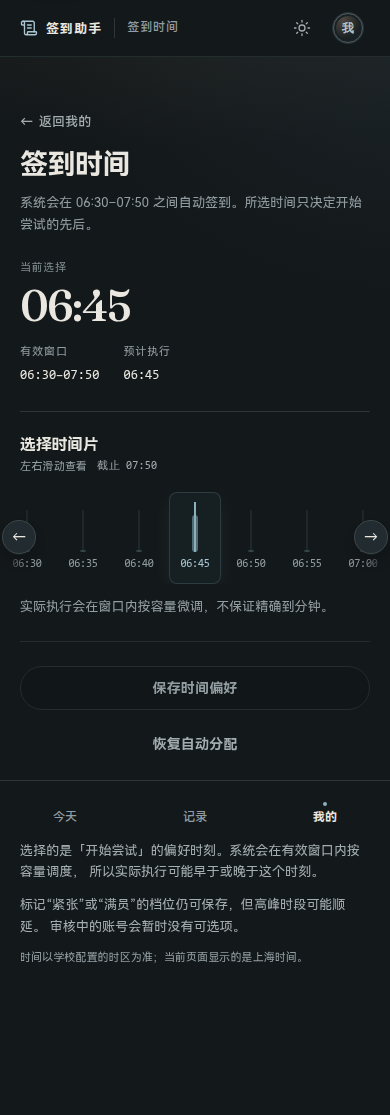 签到助手 签到时间 我
← 返回我的
签到时间
系统会在 06:30–07:50 之间自动签到。所选时间只决定开始
尝试的先后。
当前选择
06:45
有效窗口 预计执行
06:30–07:50 06:45
选择时间片
左右滑动查看 截止 07:50
← →
06:30 06:35 06:40 06:45 06:50 06:55 07:00
实际执行会在窗口内按容量微调，不保证精确到分钟。
保存时间偏好
恢复自动分配
今天 记录 我的
选择的是「开始尝试」的偏好时刻。系统会在有效窗口内按
容量调度， 所以实际执行可能早于或晚于这个时刻。
标记“紧张”或“满员”的档位仍可保存，但高峰时段可能顺
延。 审核中的账号会暂时没有可选项。
时间以学校配置的时区为准；当前页面显示的是上海时间。